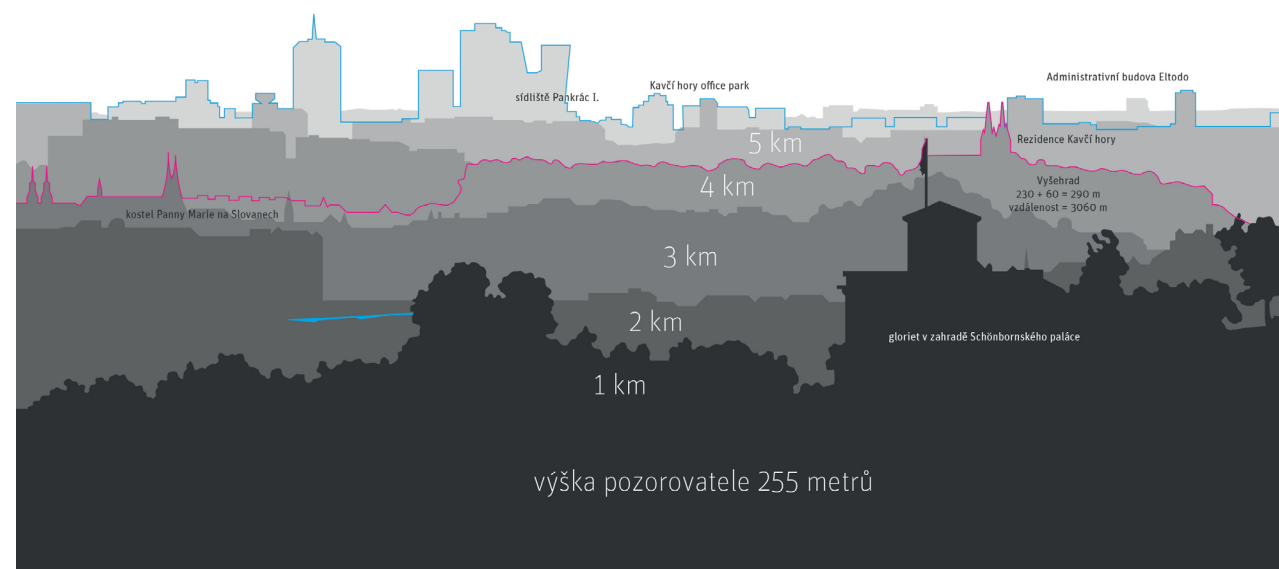 Administrativní budova Eltodo
Kavčí hory office park
sídliště Pankrác I.
Rezidence Kavčí hory
5 km
4 km
Vyšehrad
230 + 60 = 290 m
vzdálenost = 3060 m
kostel Panny Marie na Slovanech
3 km
2 km
gloriet v zahradě Schönbornského paláce
1 km
výška pozorovatele 255 metrů